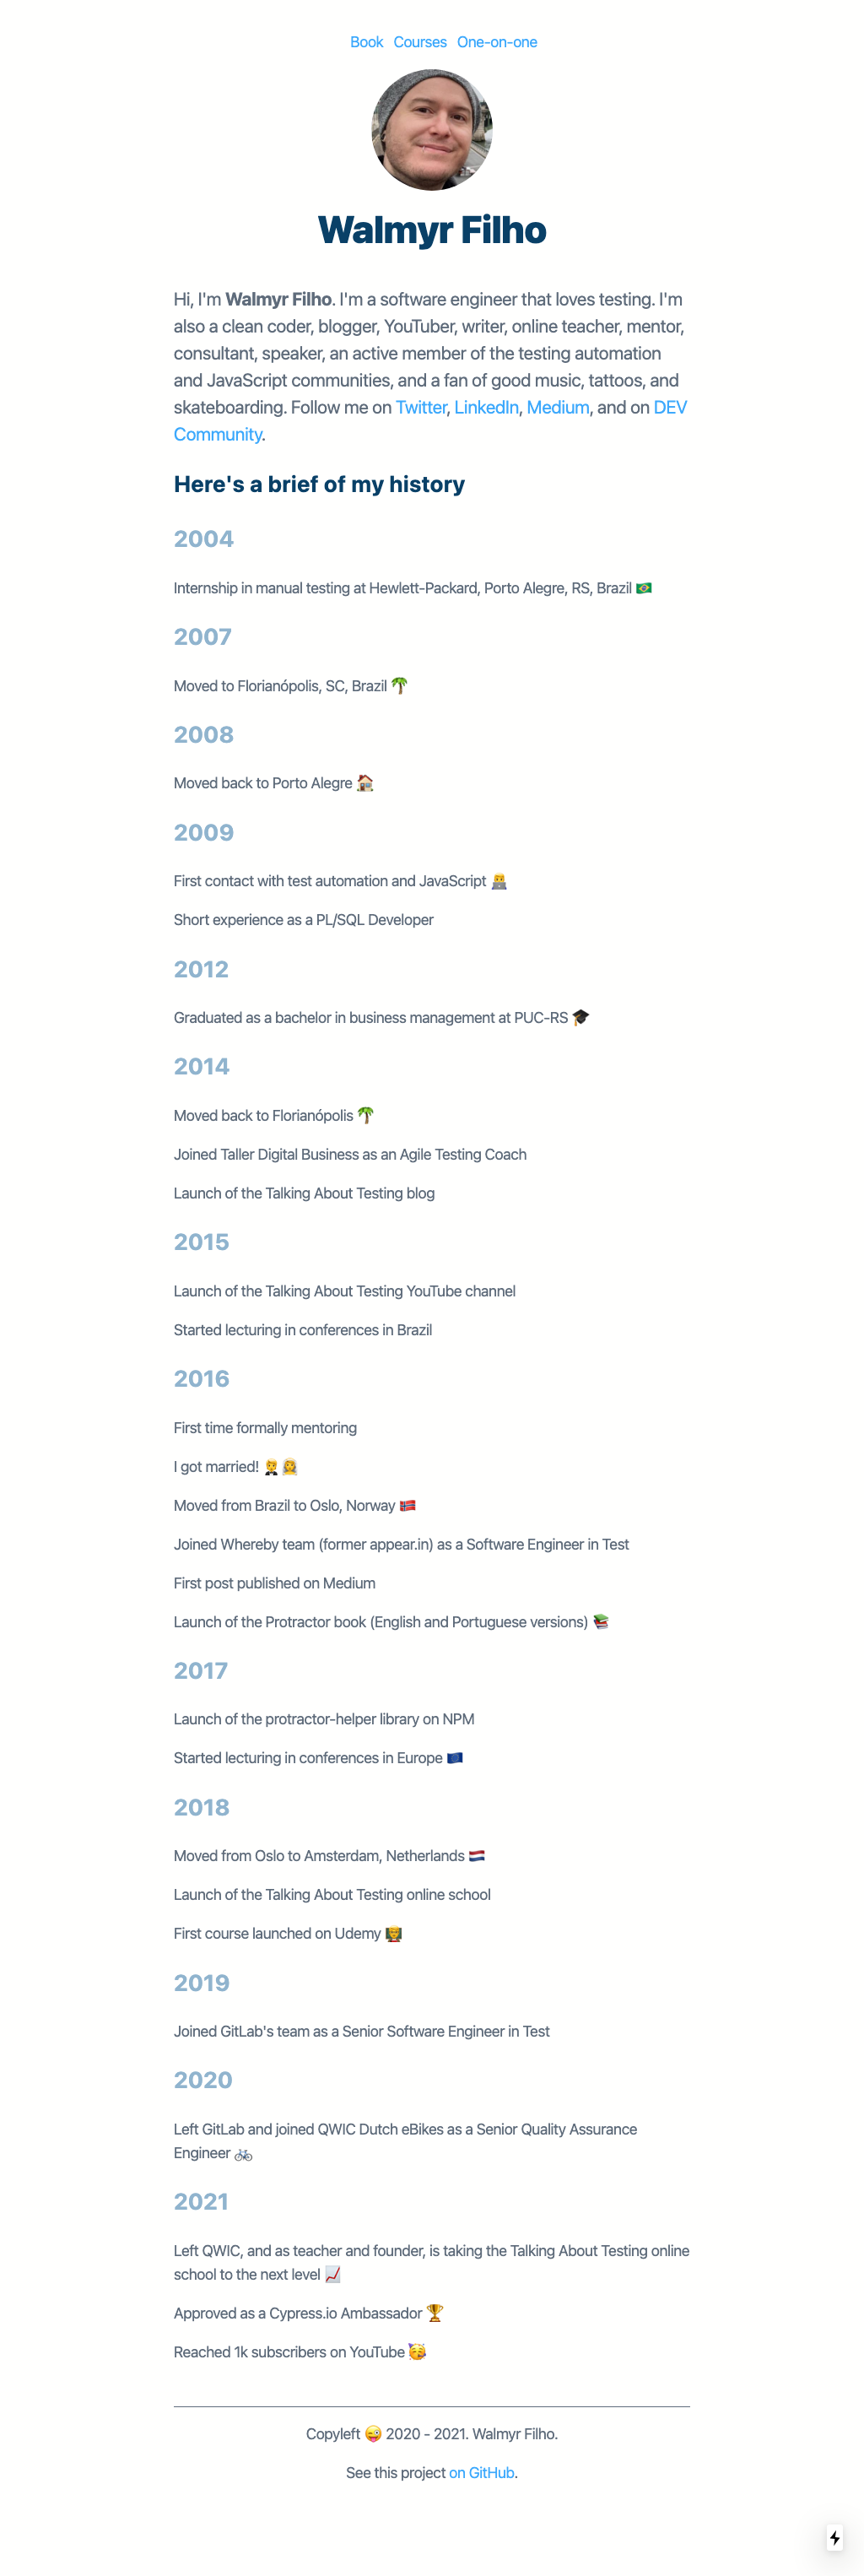 Book Courses One-on-one
Walmyr Filho
Hi, I'm Walmyr Filho. I'm a software engineer that loves testing. I'm
also a clean coder, blogger, YouTuber, writer, online teacher, mentor,
consultant, speaker, an active member of the testing automation
and JavaScript communities, and a fan of good music, tattoos, and
skateboarding. Follow me on Twitter, LinkedIn, Medium, and on DEV
Community.
Here's a brief of my history
2004
Internship in manual testing at Hewlett-Packard, Porto Alegre, RS, Brazil 🇧🇷
2007
Moved to Florianópolis, SC, Brazil 🌴
2008
Moved back to Porto Alegre 🏠
2009
First contact with test automation and JavaScript 👨‍💻
Short experience as a PL/SQL Developer
2012
Graduated as a bachelor in business management at PUC-RS 🎓
2014
Moved back to Florianópolis 🌴
Joined Taller Digital Business as an Agile Testing Coach
Launch of the Talking About Testing blog
2015
Launch of the Talking About Testing YouTube channel
Started lecturing in conferences in Brazil
2016
First time formally mentoring
I got married! 🤵👰
Moved from Brazil to Oslo, Norway 🇳🇴
Joined Whereby team (former appear.in) as a Software Engineer in Test
First post published on Medium
Launch of the Protractor book (English and Portuguese versions) 📚
2017
Launch of the protractor-helper library on NPM
Started lecturing in conferences in Europe 🇪🇺
2018
Moved from Oslo to Amsterdam, Netherlands 🇳🇱
Launch of the Talking About Testing online school
First course launched on Udemy 👨‍🏫
2019
Joined GitLab's team as a Senior Software Engineer in Test
2020
Left GitLab and joined QWIC Dutch eBikes as a Senior Quality Assurance
Engineer 🚲
2021
Left QWIC, and as teacher and founder, is taking the Talking About Testing online
school to the next level 📈
Approved as a Cypress.io Ambassador 🏆
Reached 1k subscribers on YouTube 🥳
Copyleft 😜 2020 - 2021. Walmyr Filho.
See this project on GitHub.